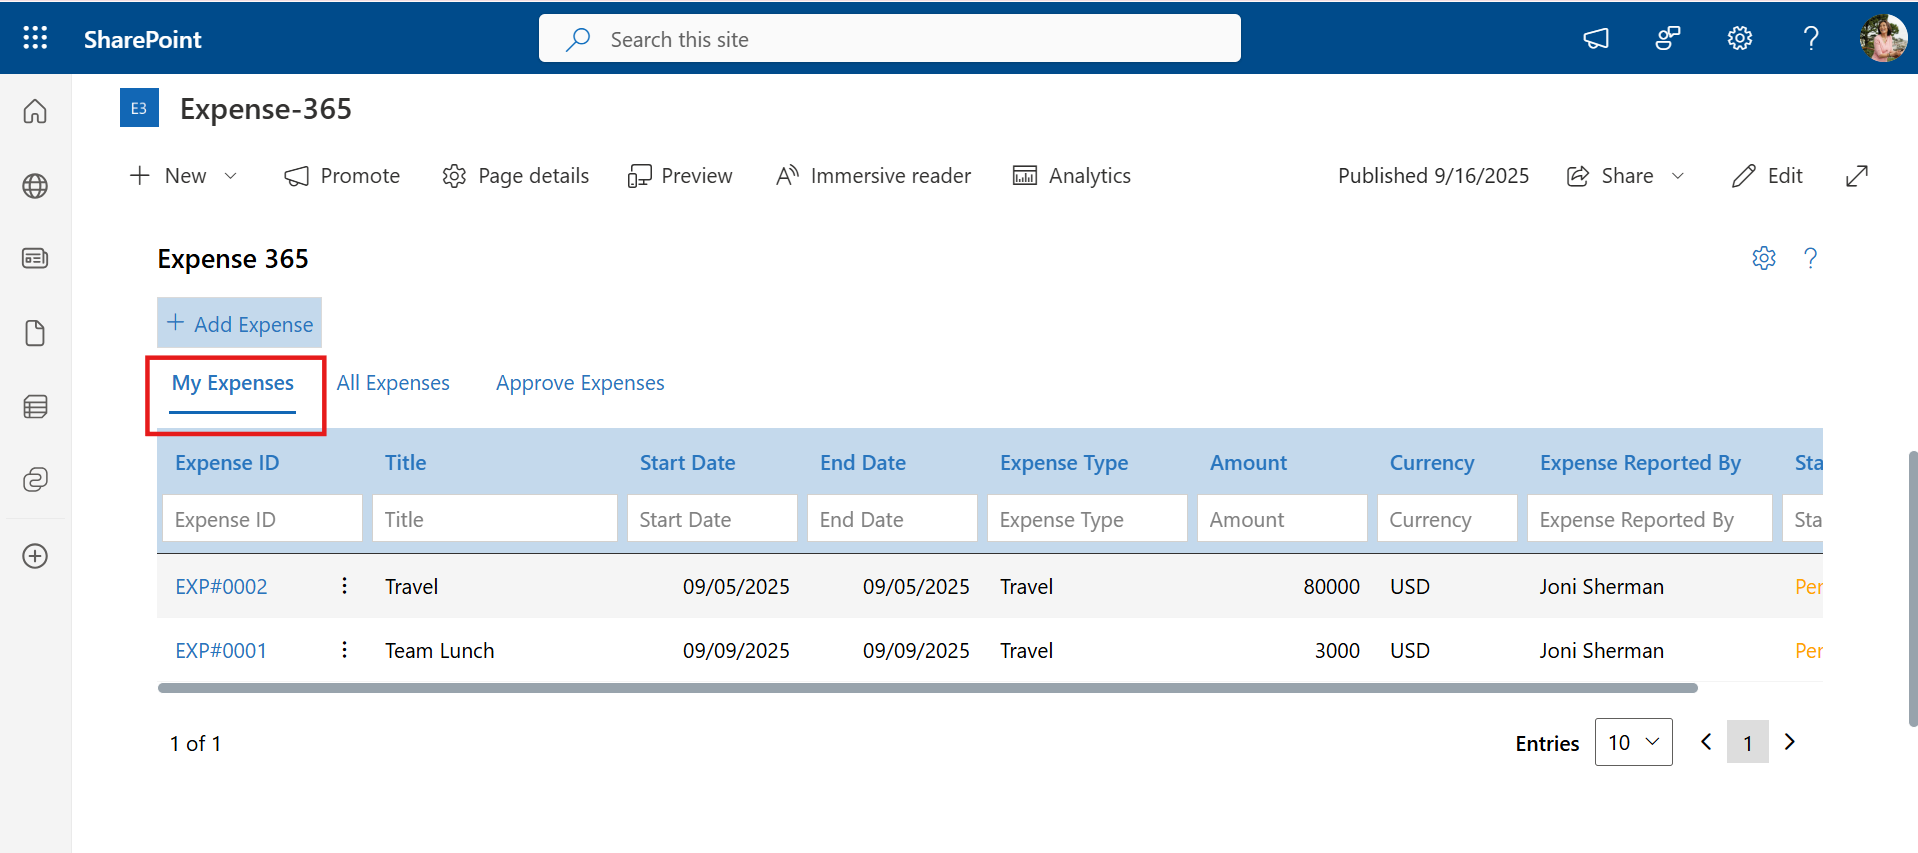 SharePoint
Search this site
E3
Expense-365
New
Promote
Page details
Preview
Immersive reader
Analytics
Published 9/16/2025
Share
Edit
Expense 365
+ Add Expense
My Expenses
All Expenses
Approve Expenses
Expense ID Title Start Date End Date Expense Type Amount Currency Expense Reported By Sta
Expense ID Title Start Date End Date Expense Type Amount Currency Expense Reported By Sta
EXP#0002 Travel 09/05/2025 09/05/2025 Travel 80000 USD Joni Sherman Per
EXP#0001 Team Lunch 09/09/2025 09/09/2025 Travel 3000 USD Joni Sherman Per
1 of 1
Entries 10 1